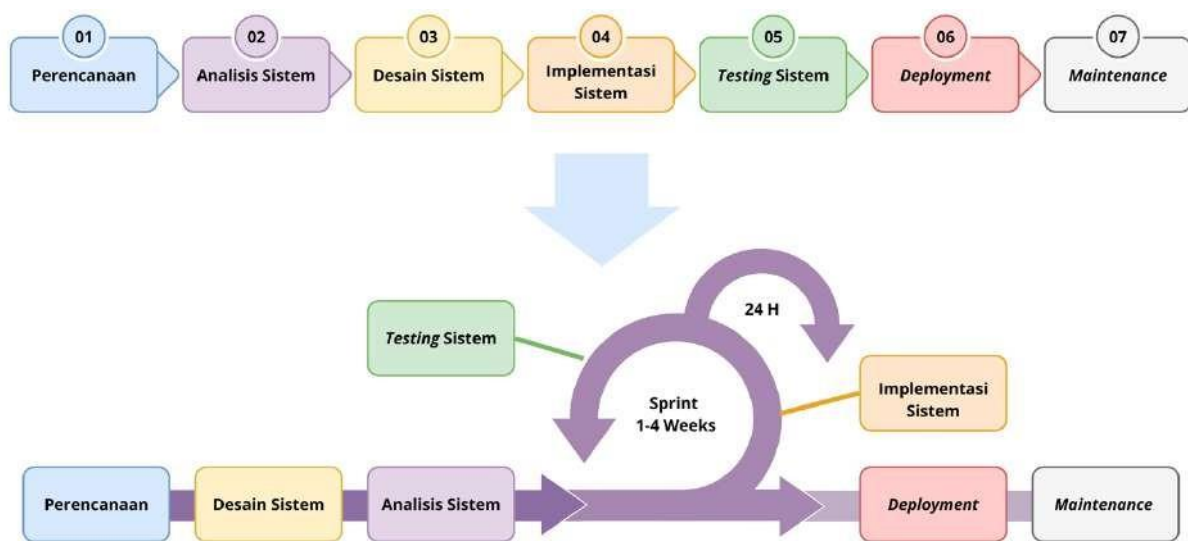 01
Perencanaan
02
Analisis Sistem
03
Desain Sistem
04
Implementasi
Sistem
05
Testing Sistem
06
Deployment
07
Maintenance
24 H
Testing Sistem
Sprint
1-4 Weeks
Implementasi
Sistem
Perencanaan
Desain Sistem
Analisis Sistem
Deployment
Maintenance